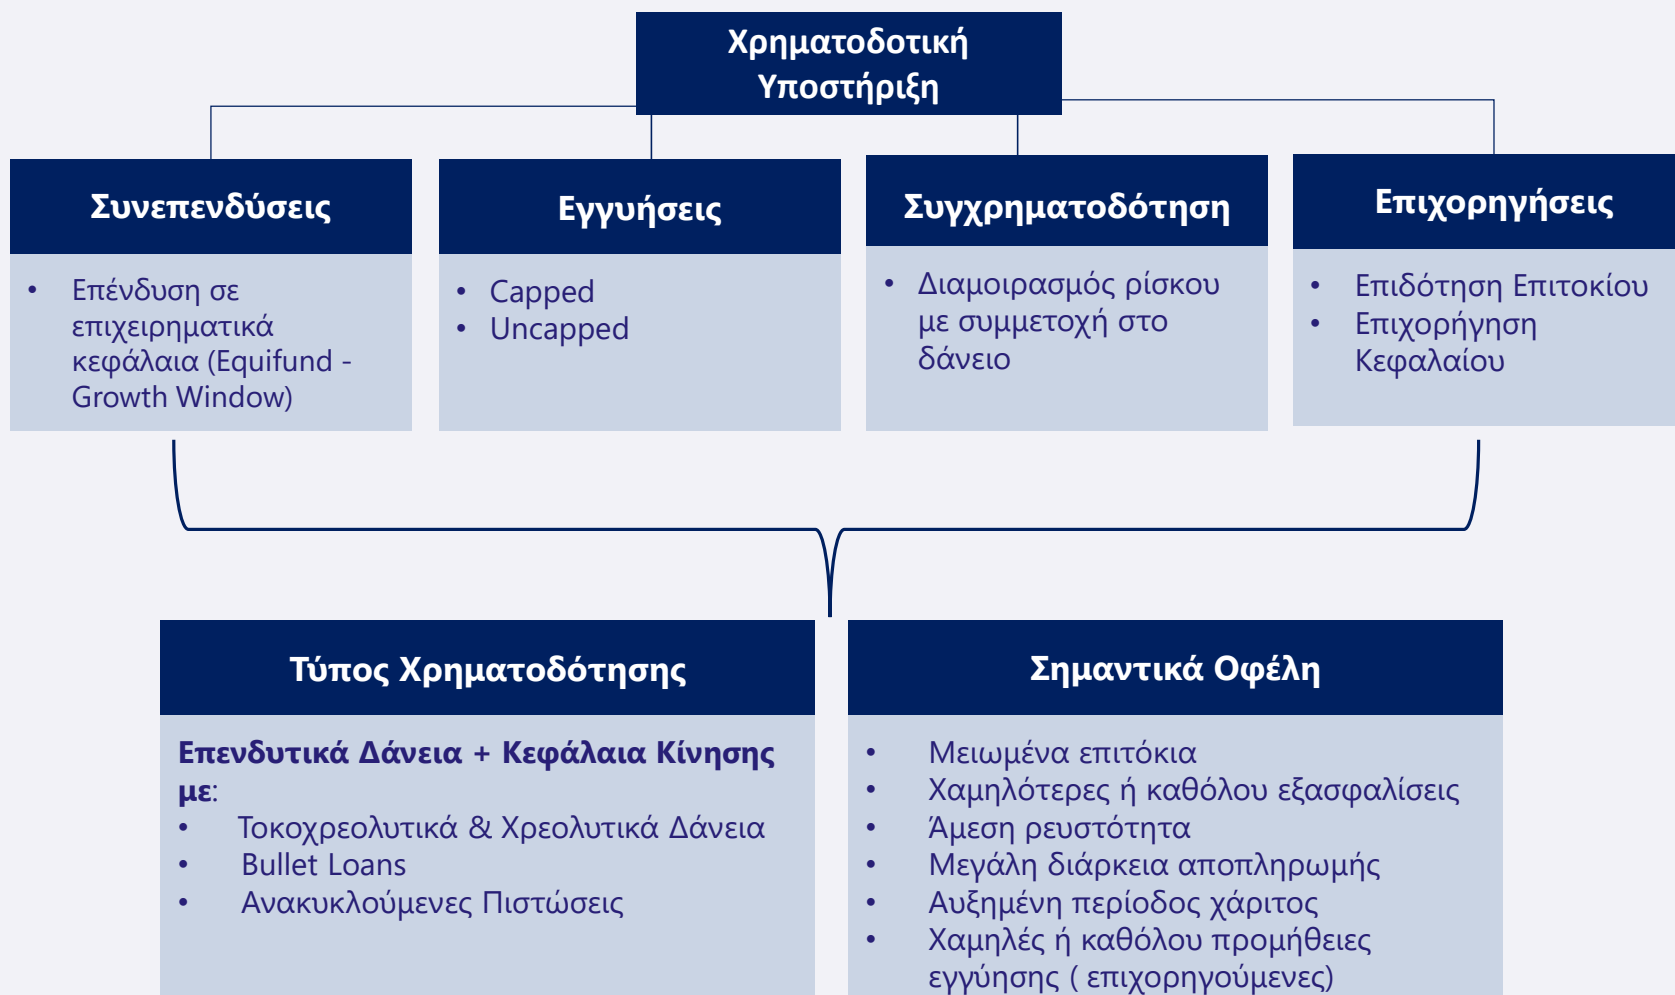 Χρηματοδοτική
Υποστήριξη
Συνεπενδύσεις
• Επένδυση σε
επιχειρηματικά
κεφάλαια (Equifund -
Growth Window)
Εγγυήσεις
• Capped
• Uncapped
Συγχρηματοδότηση
• Διαμοιρασμός ρίσκου
με συμμετοχή στο
δάνειο
Επιχορηγήσεις
• Επιδότηση Επιτοκίου
• Επιχορήγηση
Κεφαλαίου
Τύπος Χρηματοδότησης
Επενδυτικά Δάνεια + Κεφάλαια Κίνησης
με:
• Τοκοχρεολυτικά & Χρεολυτικά Δάνεια
• Bullet Loans
• Ανακυκλούμενες Πιστώσεις
Σημαντικά Οφέλη
• Μειωμένα επιτόκια
• Χαμηλότερες ή καθόλου εξασφαλίσεις
• Άμεση ρευστότητα
• Μεγάλη διάρκεια αποπληρωμής
• Αυξημένη περίοδος χάριτος
• Χαμηλές ή καθόλου προμήθειες
εγγύησης ( επιχορηγούμενες)